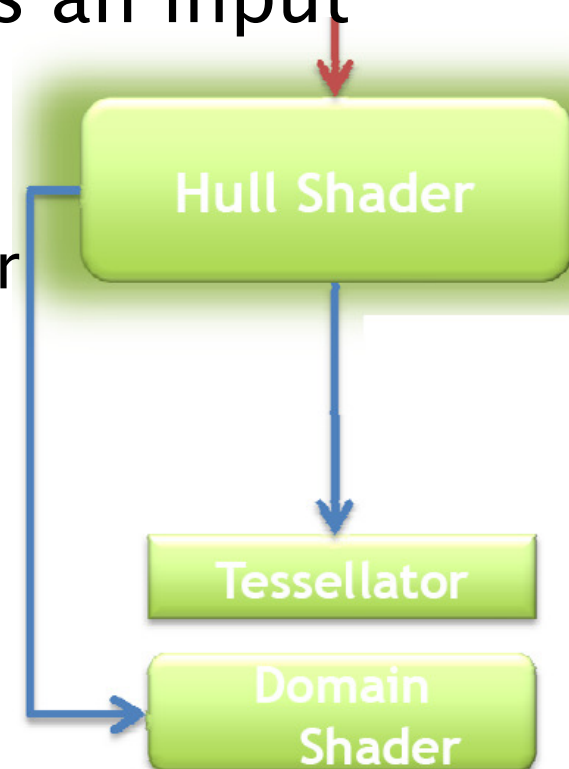 s an input
Hull Shader
r
Tessellator
Domain
Shader